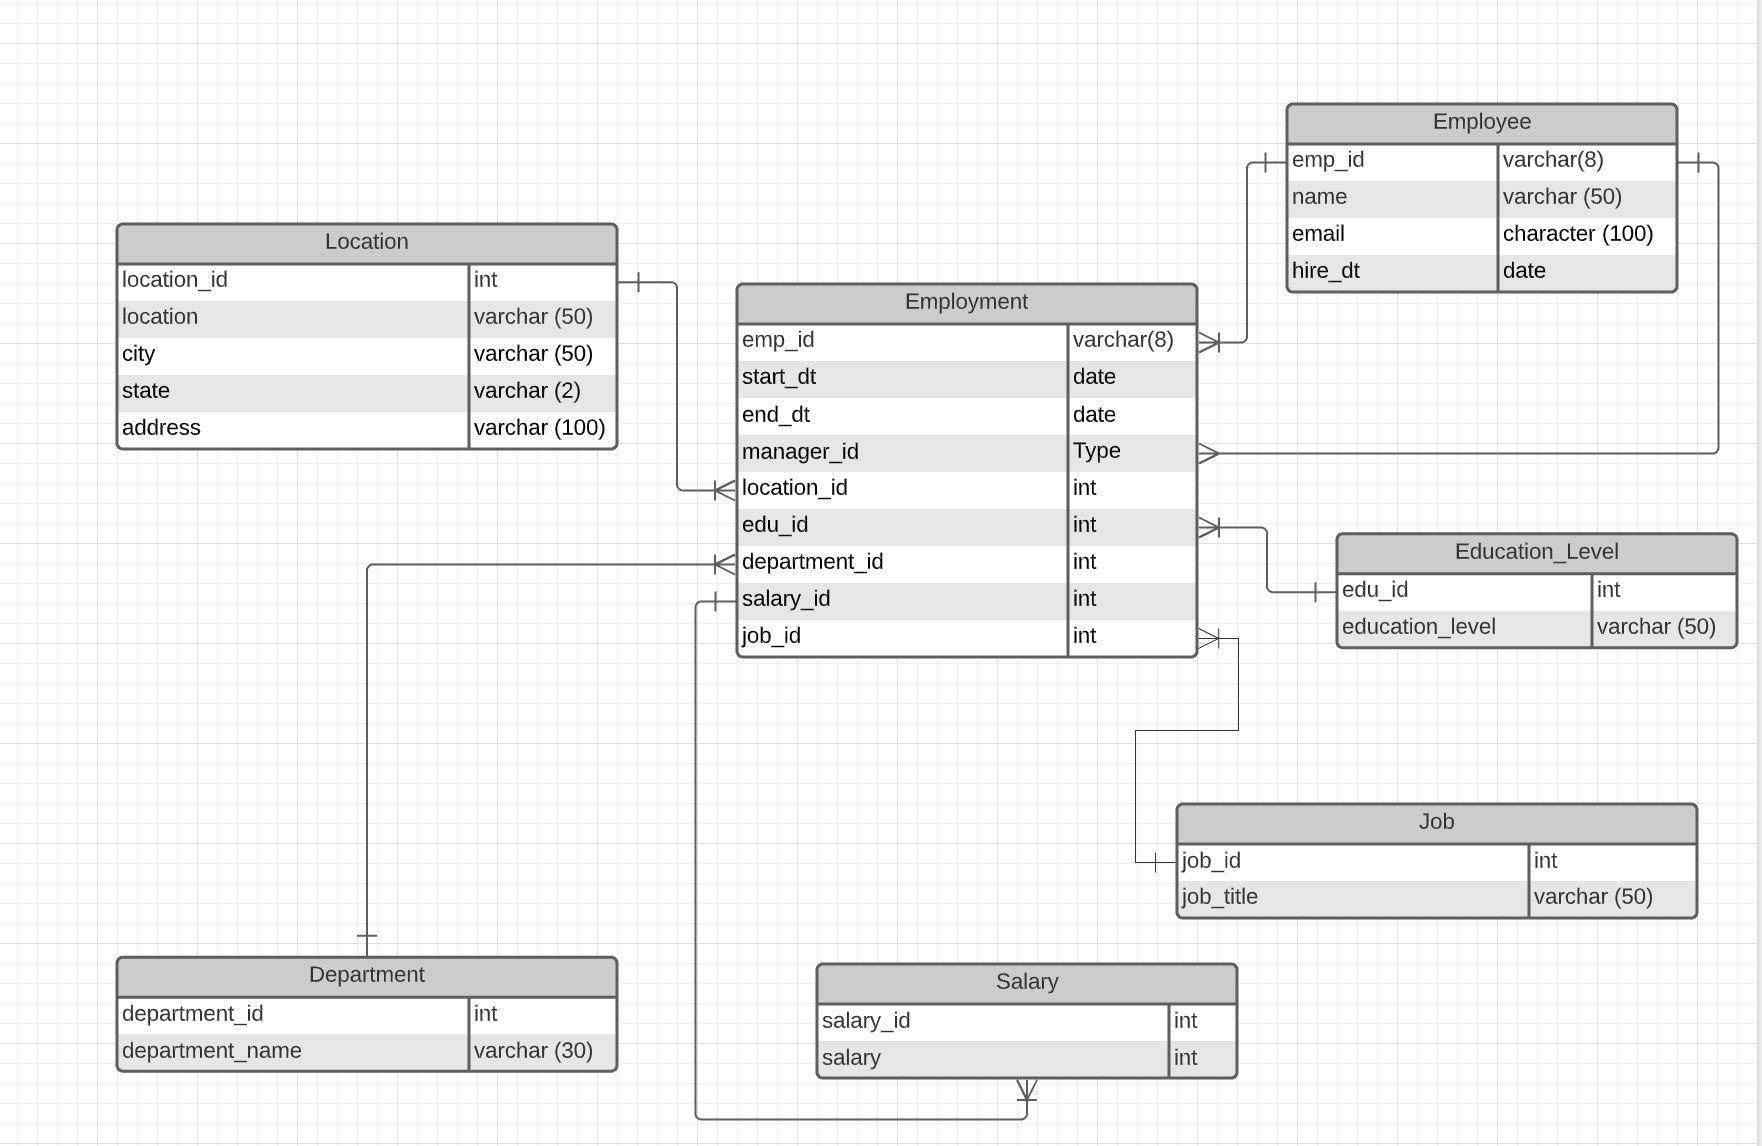 Employee
emp_id varchar(8)
name varchar (50)
email character (100)
hire_dt date
Location
location_id int
location varchar (50)
city varchar (50)
state varchar (2)
address varchar (100)
Employment
emp_id varchar(8)
start_dt date
end_dt date
manager_id Type
location_id int
edu_id int
department_id int
salary_id int
job_id int
Education_Level
edu_id int
education_level varchar (50)
Job
job_id int
job_title varchar (50)
Department
department_id int
department_name varchar (30)
Salary
salary_id int
salary int